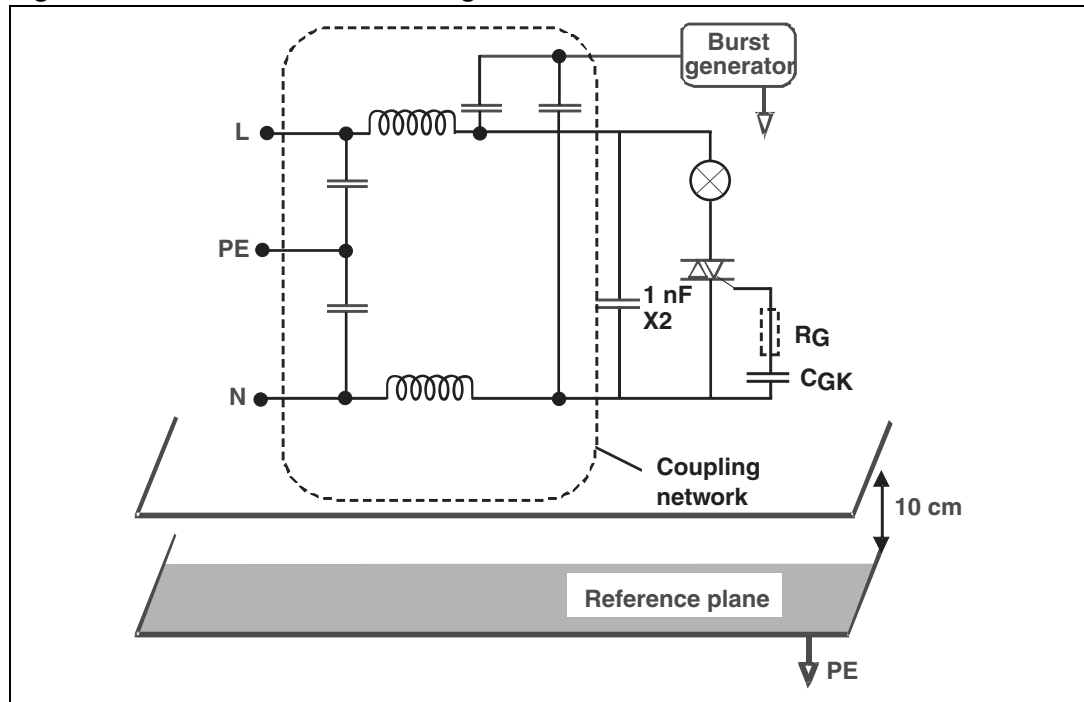 Burst
generator
L
PE
1 nF
X2
RG
CGK
N
Coupling
network
10 cm
Reference plane
PE